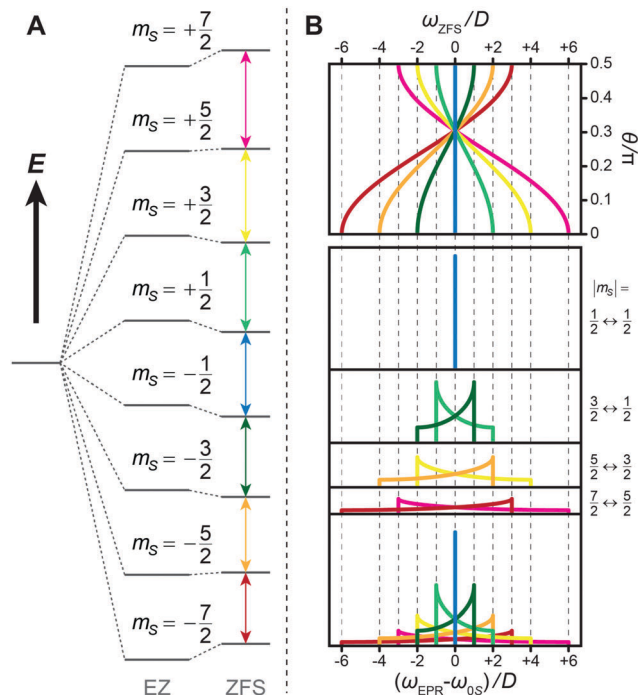 A
E
m_S = +7/2
m_S = +5/2
m_S = +3/2
m_S = +1/2
m_S = −1/2
m_S = −3/2
m_S = −5/2
m_S = −7/2
EZ ZFS
B
ω_ZFS/D
-6 -4 -2 0 +2 +4 +6
0.5
0.4
0.3
0.2
0.1
0
θ/π
|m_S| =
1/2 ↔ 1/2
3/2 ↔ 1/2
5/2 ↔ 3/2
7/2 ↔ 5/2
-6 -4 -2 0 +2 +4 +6
(ω_EPR-ω_0S)/D